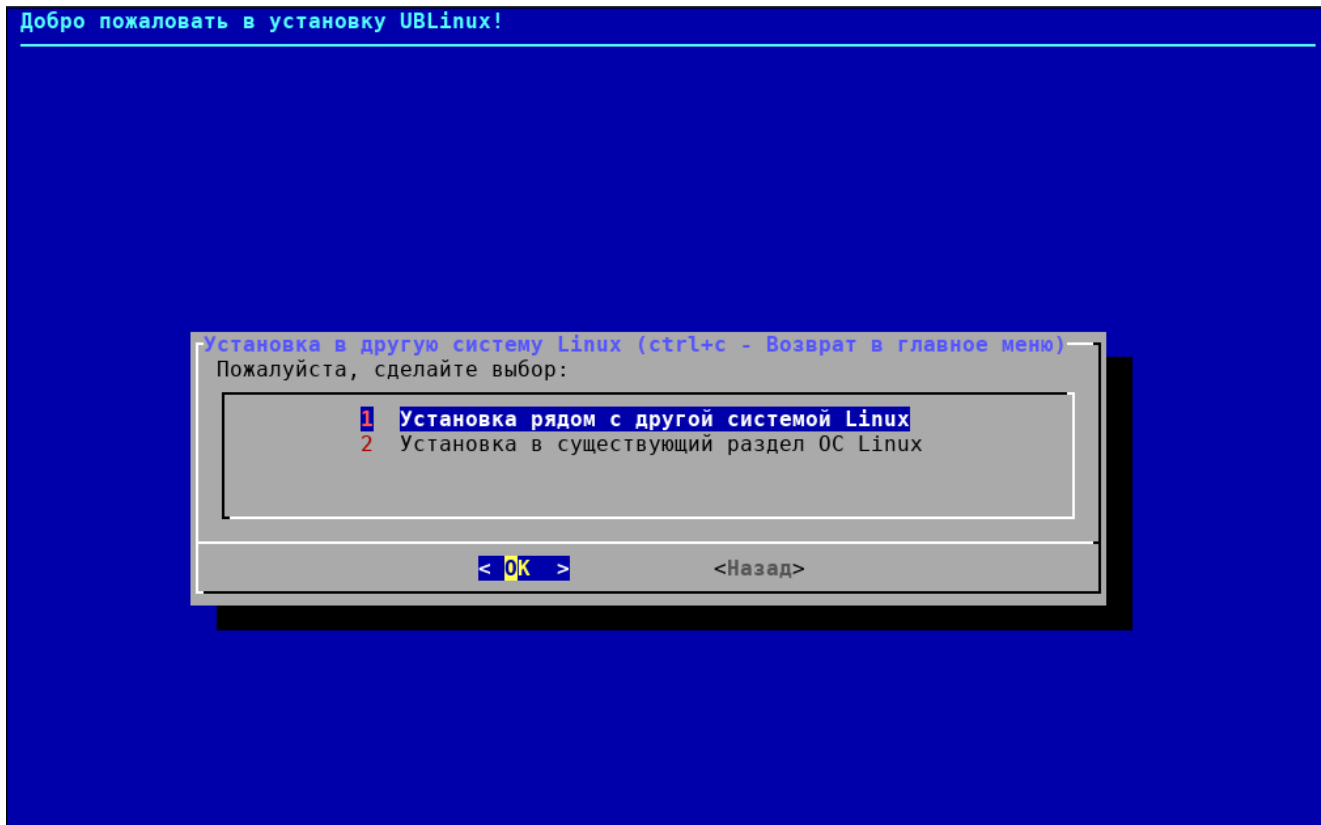 Добро пожаловать в установку UBLinux!
Установка в другую систему Linux (ctrl+c - Возврат в главное меню)
Пожалуйста, сделайте выбор:
1 Установка рядом с другой системой Linux
2 Установка в существующий раздел ОС Linux
< OK > <Назад>